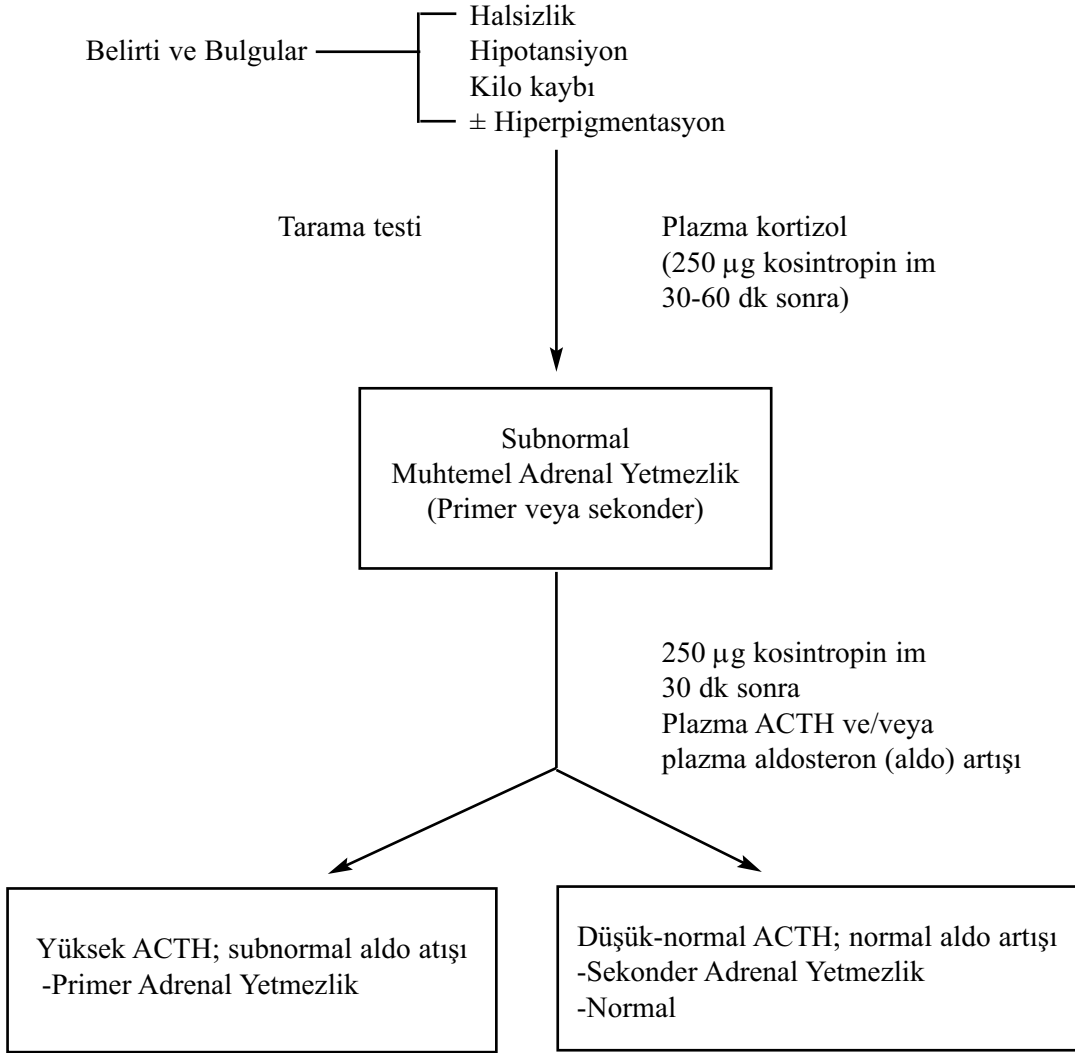 Belirti ve Bulgular
Halsizlik
Hipotansiyon
Kilo kaybı
± Hiperpigmentasyon
Tarama testi
Plazma kortizol
(250 µg kosintropin im
30-60 dk sonra)
Subnormal
Muhtemel Adrenal Yetmezlik
(Primer veya sekonder)
250 µg kosintropin im
30 dk sonra
Plazma ACTH ve/veya
plazma aldosteron (aldo) artışı
Yüksek ACTH; subnormal aldo atışı
-Primer Adrenal Yetmezlik
Düşük-normal ACTH; normal aldo artışı
-Sekonder Adrenal Yetmezlik
-Normal